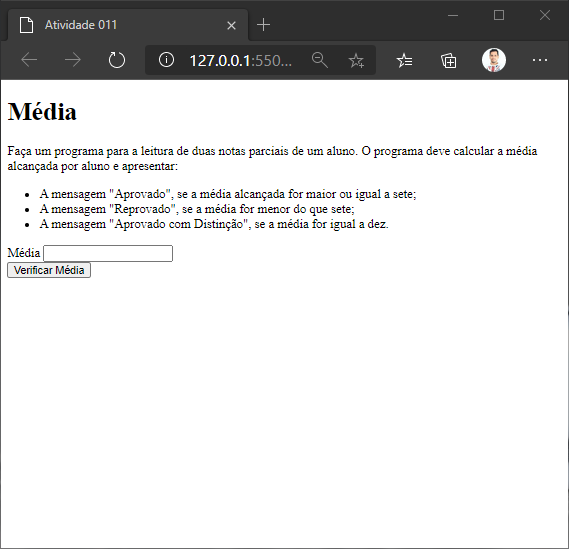 Atividade 011
127.0.0.1:550...
Média
Faça um programa para a leitura de duas notas parciais de um aluno. O programa deve calcular a média
alcançada por aluno e apresentar:
• A mensagem "Aprovado", se a média alcançada for maior ou igual a sete;
• A mensagem "Reprovado", se a média for menor do que sete;
• A mensagem "Aprovado com Distinção", se a média for igual a dez.
Média
Verificar Média